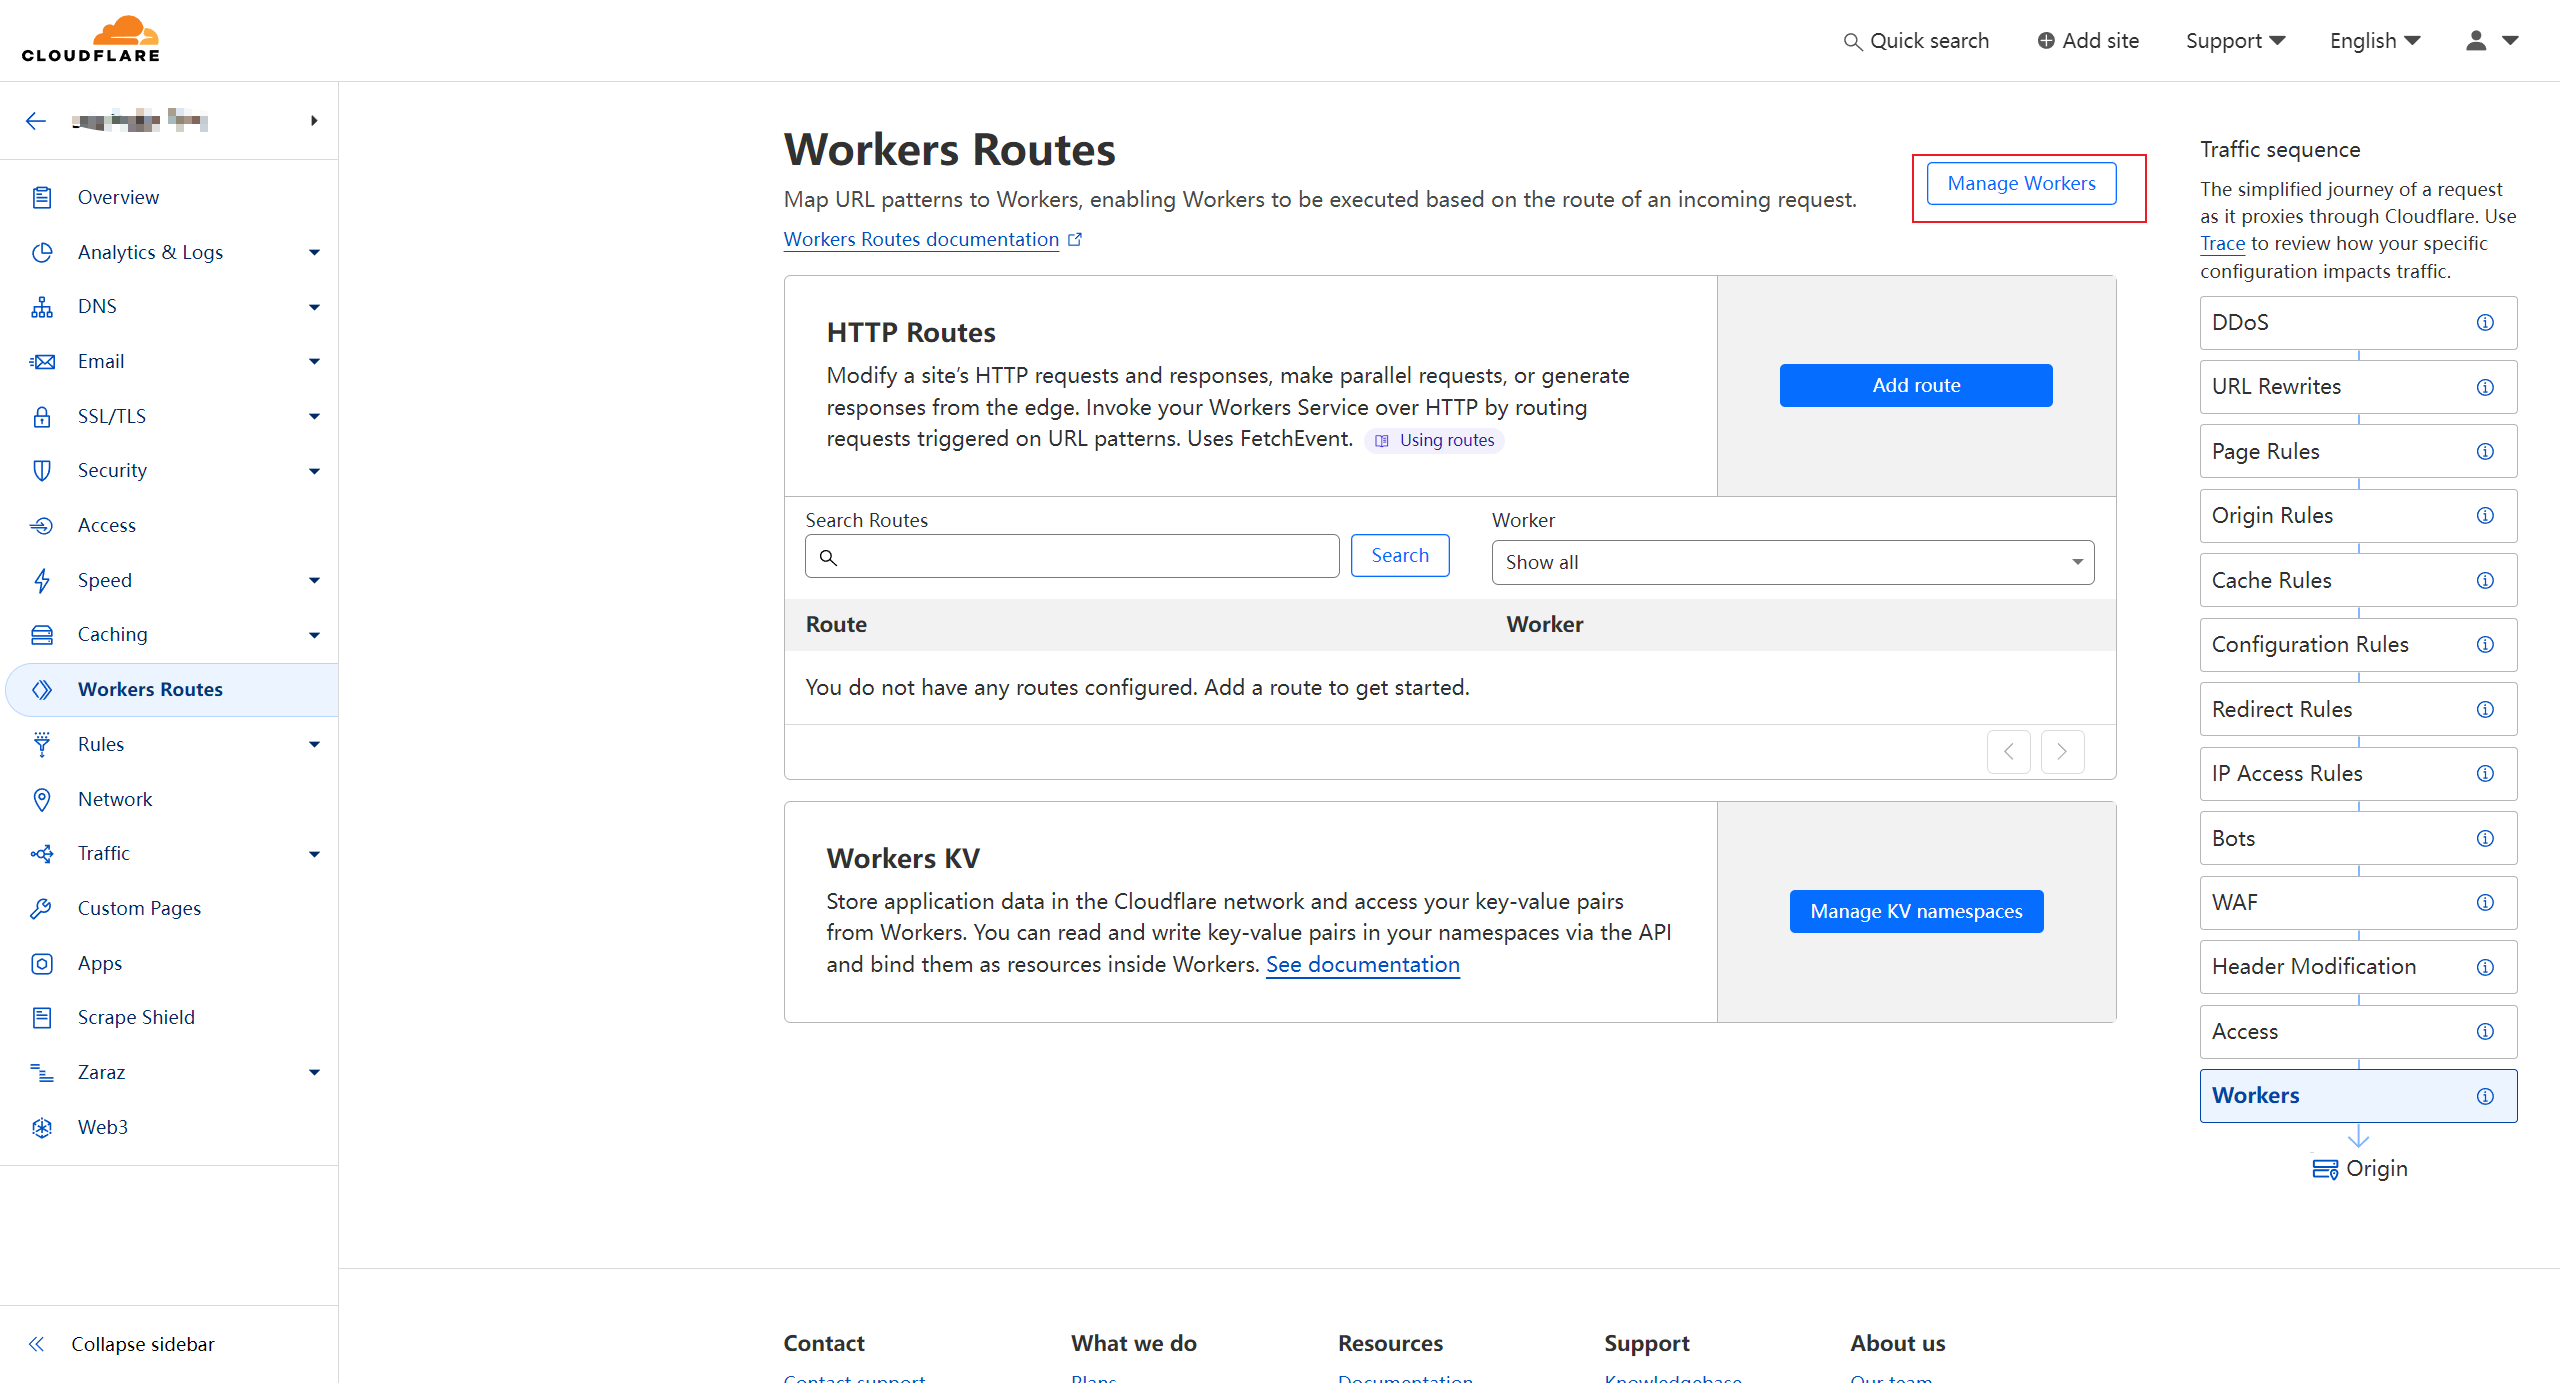 CLOUDFLARE
Quick search
Add site
Support
English
Overview
Analytics & Logs
DNS
Email
SSL/TLS
Security
Access
Speed
Caching
Workers Routes
Rules
Network
Traffic
Custom Pages
Apps
Scrape Shield
Zaraz
Web3
Collapse sidebar
Workers Routes
Map URL patterns to Workers, enabling Workers to be executed based on the route of an incoming request.
Workers Routes documentation
Manage Workers
HTTP Routes
Modify a site’s HTTP requests and responses, make parallel requests, or generate
responses from the edge. Invoke your Workers Service over HTTP by routing
requests triggered on URL patterns. Uses FetchEvent. Using routes
Add route
Search Routes
Search
Worker
Show all
Route Worker
You do not have any routes configured. Add a route to get started.
Workers KV
Store application data in the Cloudflare network and access your key-value pairs
from Workers. You can read and write key-value pairs in your namespaces via the API
and bind them as resources inside Workers. See documentation
Manage KV namespaces
Traffic sequence
The simplified journey of a request
as it proxies through Cloudflare. Use
Trace to review how your specific
configuration impacts traffic.
DDoS
URL Rewrites
Page Rules
Origin Rules
Cache Rules
Configuration Rules
Redirect Rules
IP Access Rules
Bots
WAF
Header Modification
Access
Workers
Origin
Contact
Contact support
What we do
Plans
Resources
Documentation
Support
Knowledgebase
About us
Our team